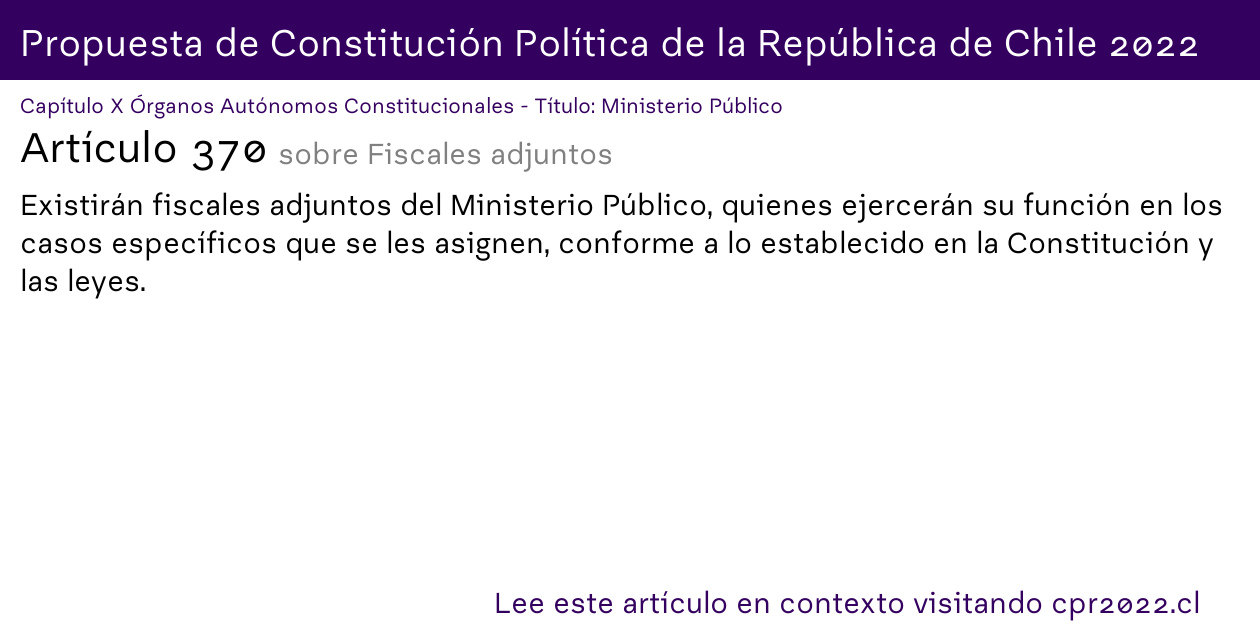 Propuesta de Constitución Política de la República de Chile 2022
Capítulo X Órganos Autónomos Constitucionales - Título: Ministerio Público
Artículo 370 sobre Fiscales adjuntos
Existirán fiscales adjuntos del Ministerio Público, quienes ejercerán su función en los
casos específicos que se les asignen, conforme a lo establecido en la Constitución y
las leyes.
Lee este artículo en contexto visitando cpr2022.cl